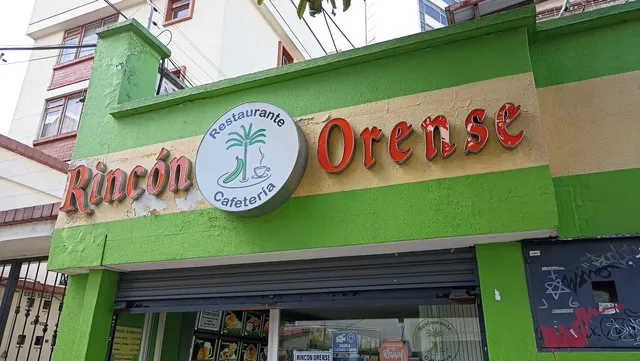 Rincón Orense
Restaurante
Cafetería
RINCON ORENSE